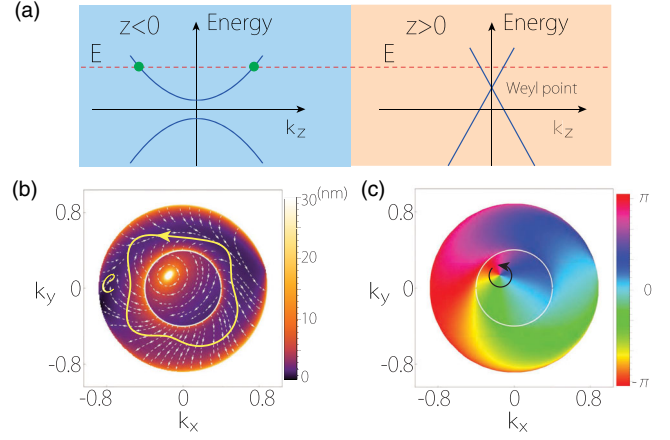 (a)
z<0 Energy
E
k_z
z>0 Energy
E
Weyl point
k_z
(b)
0.8
0
-0.8
k_y
C
-0.8 0 0.8
k_x
30 (nm)
20
10
0
(c)
0.8
0
-0.8
k_y
-0.8 0 0.8
k_x
π
0
-π